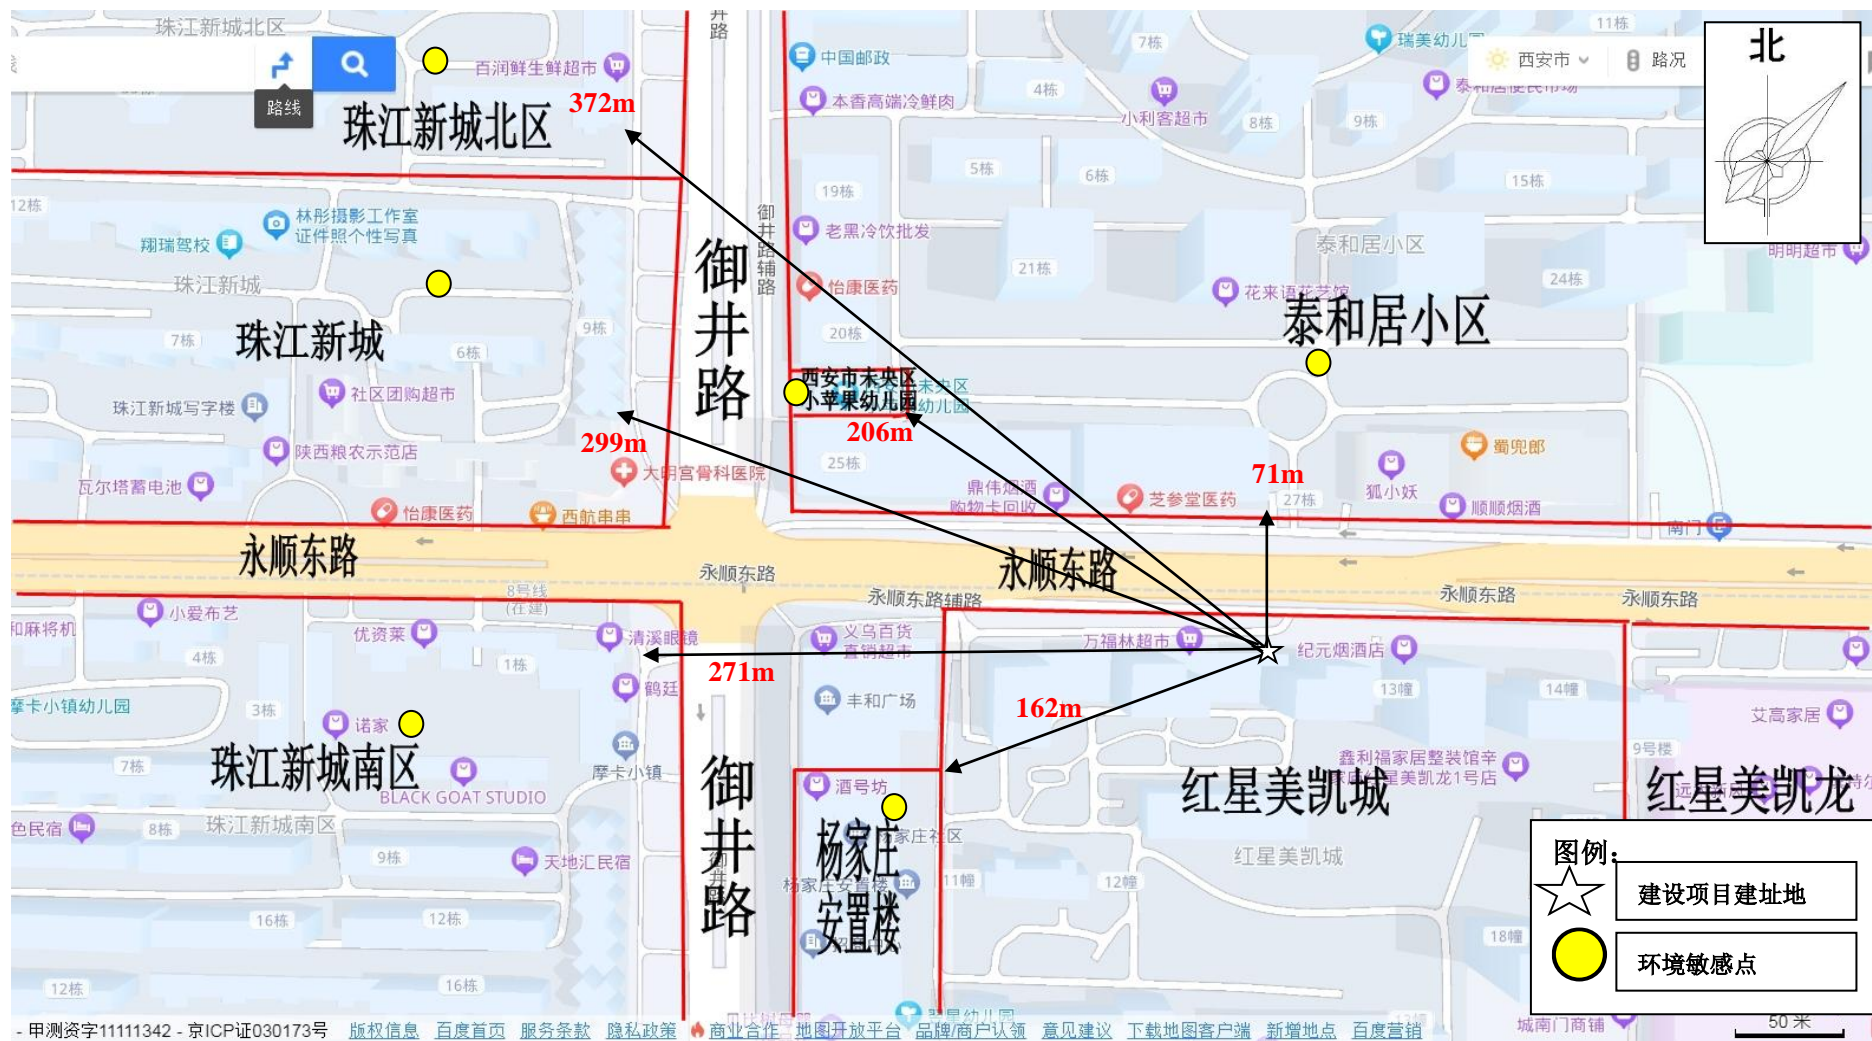 珠江新城北区
井路
路线
百润鲜生鲜超市
372m
珠江新城北区
中国邮政
本香高端冷鲜肉
7栋
4栋
小利客超市
8栋
9栋
11栋
瑞美幼儿园
西安市
路况
北
5栋
6栋
15栋
19栋
12栋
林彤摄影工作室
证件照个性写真
翔瑞驾校
珠江新城
珠江新城
7栋
6栋
9栋
御井路
御井路辅路
老黑冷饮批发
怡康医药
20栋
21栋
泰和居小区
24栋
明明超市
花来语花艺馆
泰和居小区
西安市未央区
小苹果幼儿园
206m
25栋
社区团购超市
珠江新城写字楼
陕西粮农示范店
瓦尔塔蓄电池
299m
大明宫骨科医院
怡康医药
西航串串
鼎伟烟酒
购物卡回收
芝参堂医药
71m
27栋
狐小妖
蜀兜郎
顺顺烟酒
南门
永顺东路
永顺东路
永顺东路
8号线
(在建)
永顺东路辅路
永顺东路
永顺东路
小爱布艺
和麻将机
优资莱
清溪眼镜
4栋
1栋
鹤廷
摩卡小镇幼儿园
3栋
诺家
珠江新城南区
7栋
BLACK GOAT STUDIO
摩卡小镇
色民宿
8栋
珠江新城南区
9栋
天地汇民宿
16栋
12栋
12栋
16栋
271m
义乌百货
直销超市
丰和广场
162m
万福林超市
纪元烟酒店
13幢
14幢
艾高家居
9号楼
鑫利福家居整装馆辛
红星美凯城
红星美凯龙
红星美凯城
御井路
酒号坊
杨家庄
安置楼
杨家庄安置楼
11幢
12幢
18幢
图例：
建设项目建址地
环境敏感点
50 米
城南门商铺
- 甲测资字11111342 - 京ICP证030173号 版权信息 百度首页 服务条款 隐私政策 商业合作 地图开放平台 品牌/商户认领 意见建议 下载地图客户端 新增地点 百度营销